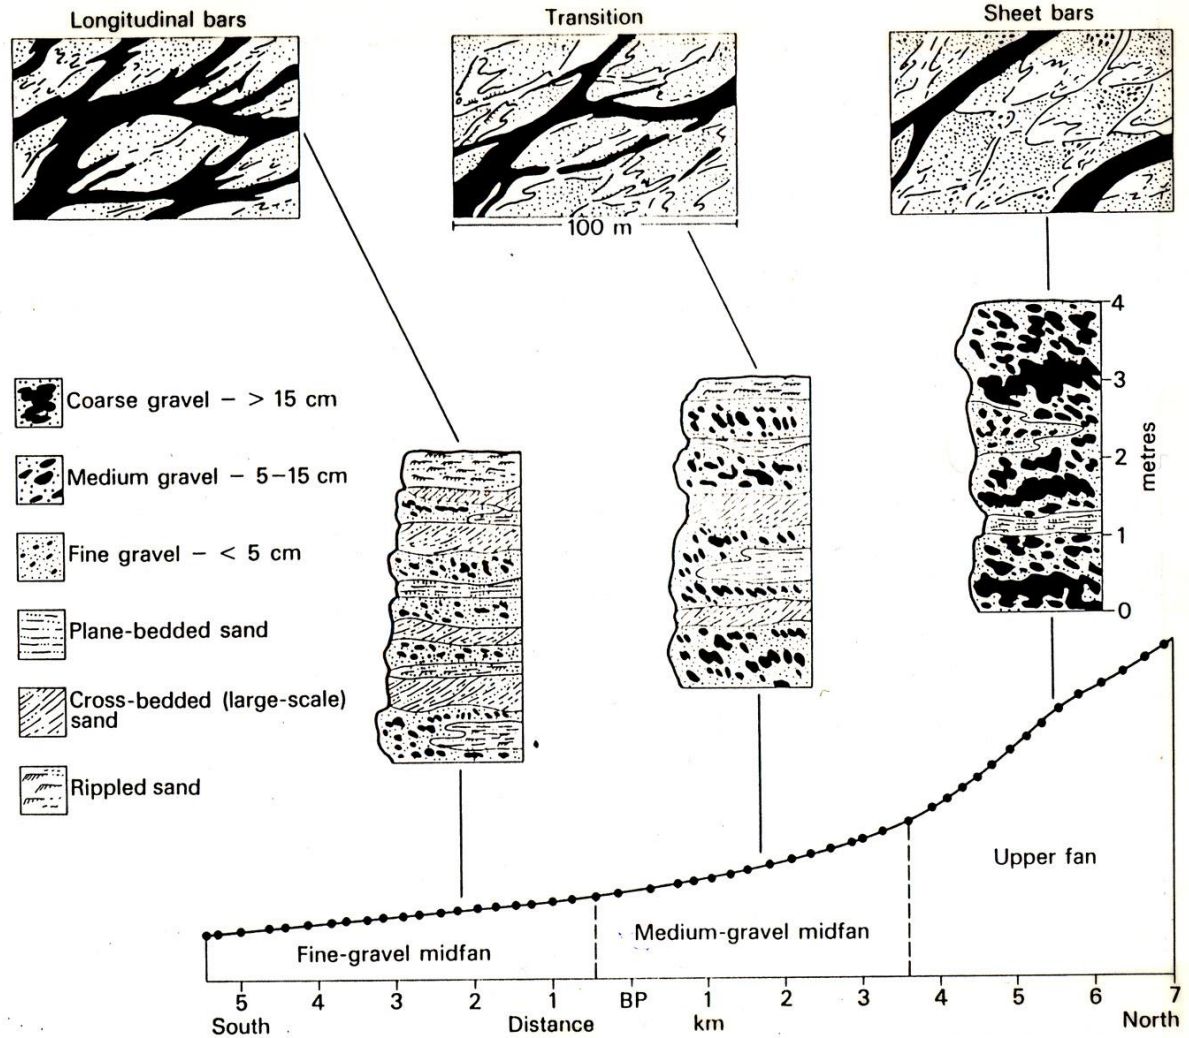 Longitudinal bars
Transition
Sheet bars
100 m
4
3
2
1
0
metres
Coarse gravel – > 15 cm
Medium gravel – 5–15 cm
Fine gravel – < 5 cm
Plane-bedded sand
Cross-bedded (large-scale)
sand
Rippled sand
Upper fan
Medium-gravel midfan
Fine-gravel midfan
5 4 3 2 1 BP 1 2 3 4 5 6 7
South Distance km North